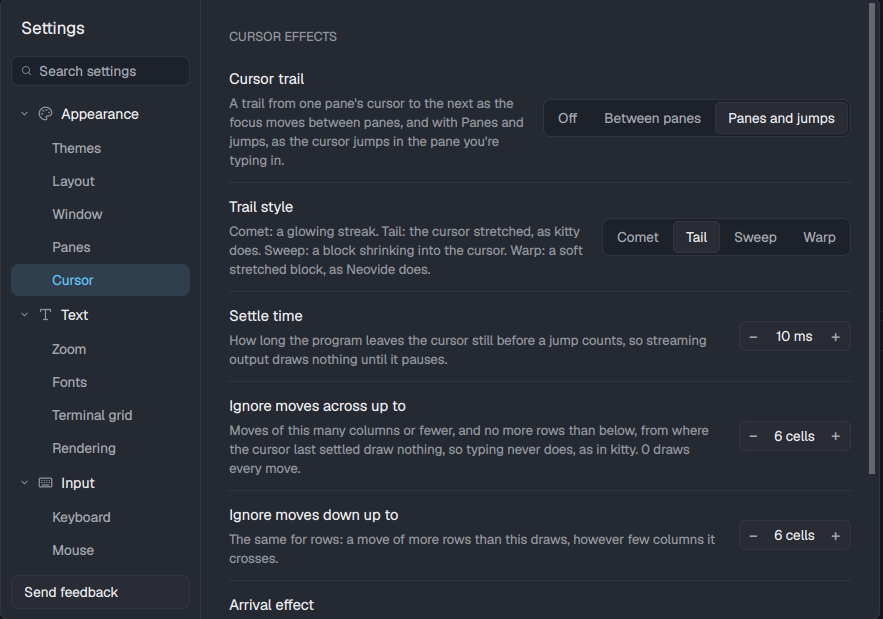 Settings
Search settings
Appearance
Themes
Layout
Window
Panes
Cursor
Text
Zoom
Fonts
Terminal grid
Rendering
Input
Keyboard
Mouse
Send feedback
CURSOR EFFECTS
Cursor trail
A trail from one pane's cursor to the next as the
focus moves between panes, and with Panes and
jumps, as the cursor jumps in the pane you're
typing in.
Off Between panes Panes and jumps
Trail style
Comet: a glowing streak. Tail: the cursor stretched, as kitty
does. Sweep: a block shrinking into the cursor. Warp: a soft
stretched block, as Neovide does.
Comet Tail Sweep Warp
Settle time
How long the program leaves the cursor still before a jump counts, so streaming
output draws nothing until it pauses.
− 10 ms +
Ignore moves across up to
Moves of this many columns or fewer, and no more rows than below, from where
the cursor last settled draw nothing, so typing never does, as in kitty. 0 draws
every move.
− 6 cells +
Ignore moves down up to
The same for rows: a move of more rows than this draws, however few columns it
crosses.
− 6 cells +
Arrival effect